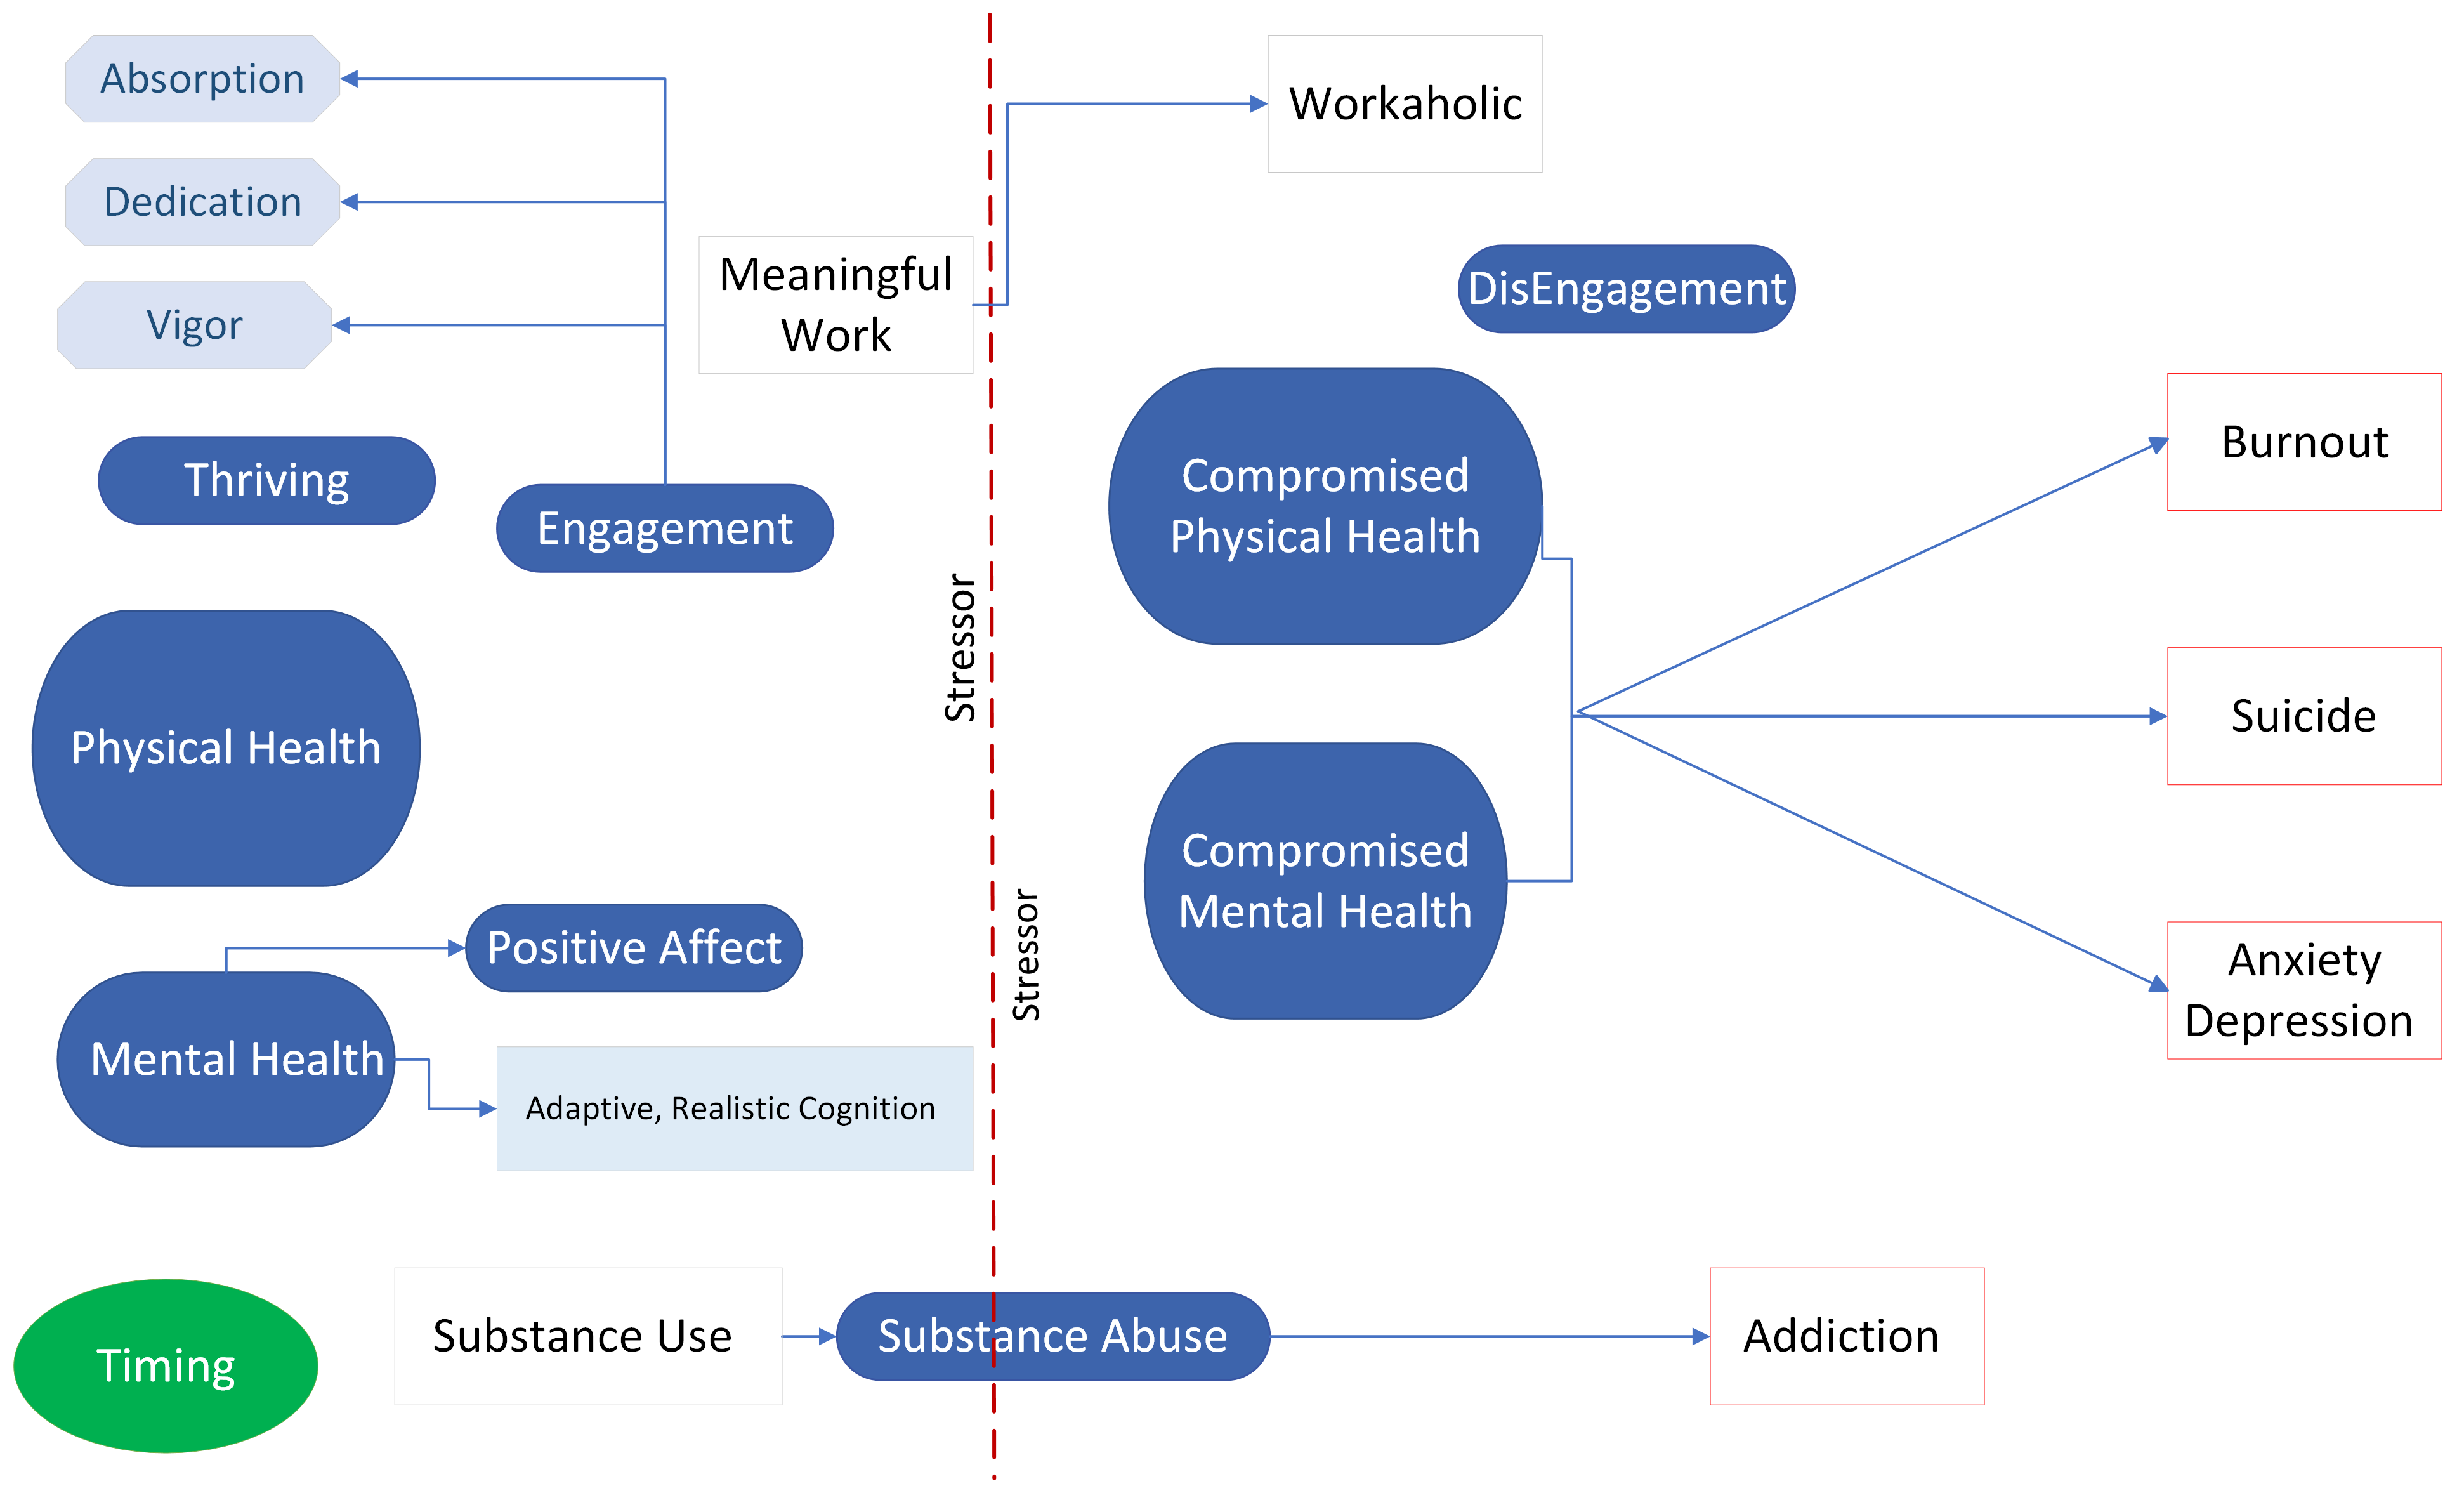 Absorption
Dedication
Vigor
Thriving
Engagement
Meaningful
Work
Physical Health
Positive Affect
Mental Health
Adaptive, Realistic Cognition
Timing
Substance Use
Stressor
Stressor
Substance Abuse
Workaholic
DisEngagement
Compromised
Physical Health
Compromised
Mental Health
Burnout
Suicide
Anxiety
Depression
Addiction